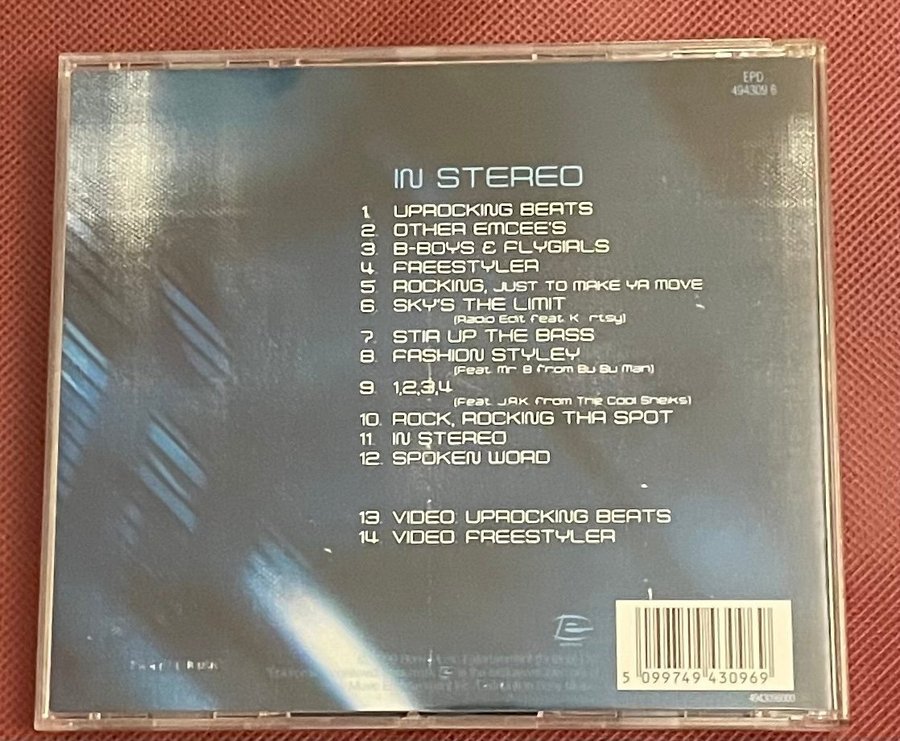 EPD
494309 6
IN STEREO
1. UPROCKING BEATS
2. OTHER EMCEE'S
3. B-BOYS & FLYGIRLS
4. FREESTYLER
5. ROCKING, JUST TO MAKE YA MOVE
6. SKY'S THE LIMIT
(Radio Edit feat. K rtsy)
7. STIR UP THE BASS
8. FASHION STYLEY
(Feat. Mr. B from Bu Bu Man)
9. 1,2,3,4
(Feat. J.A.K. from The Cool Sheiks)
10. ROCK, ROCKING THA SPOT
11. IN STEREO
12. SPOKEN WORD
13. VIDEO: UPROCKING BEATS
14. VIDEO: FREESTYLER
5 099749 430969
4943096000